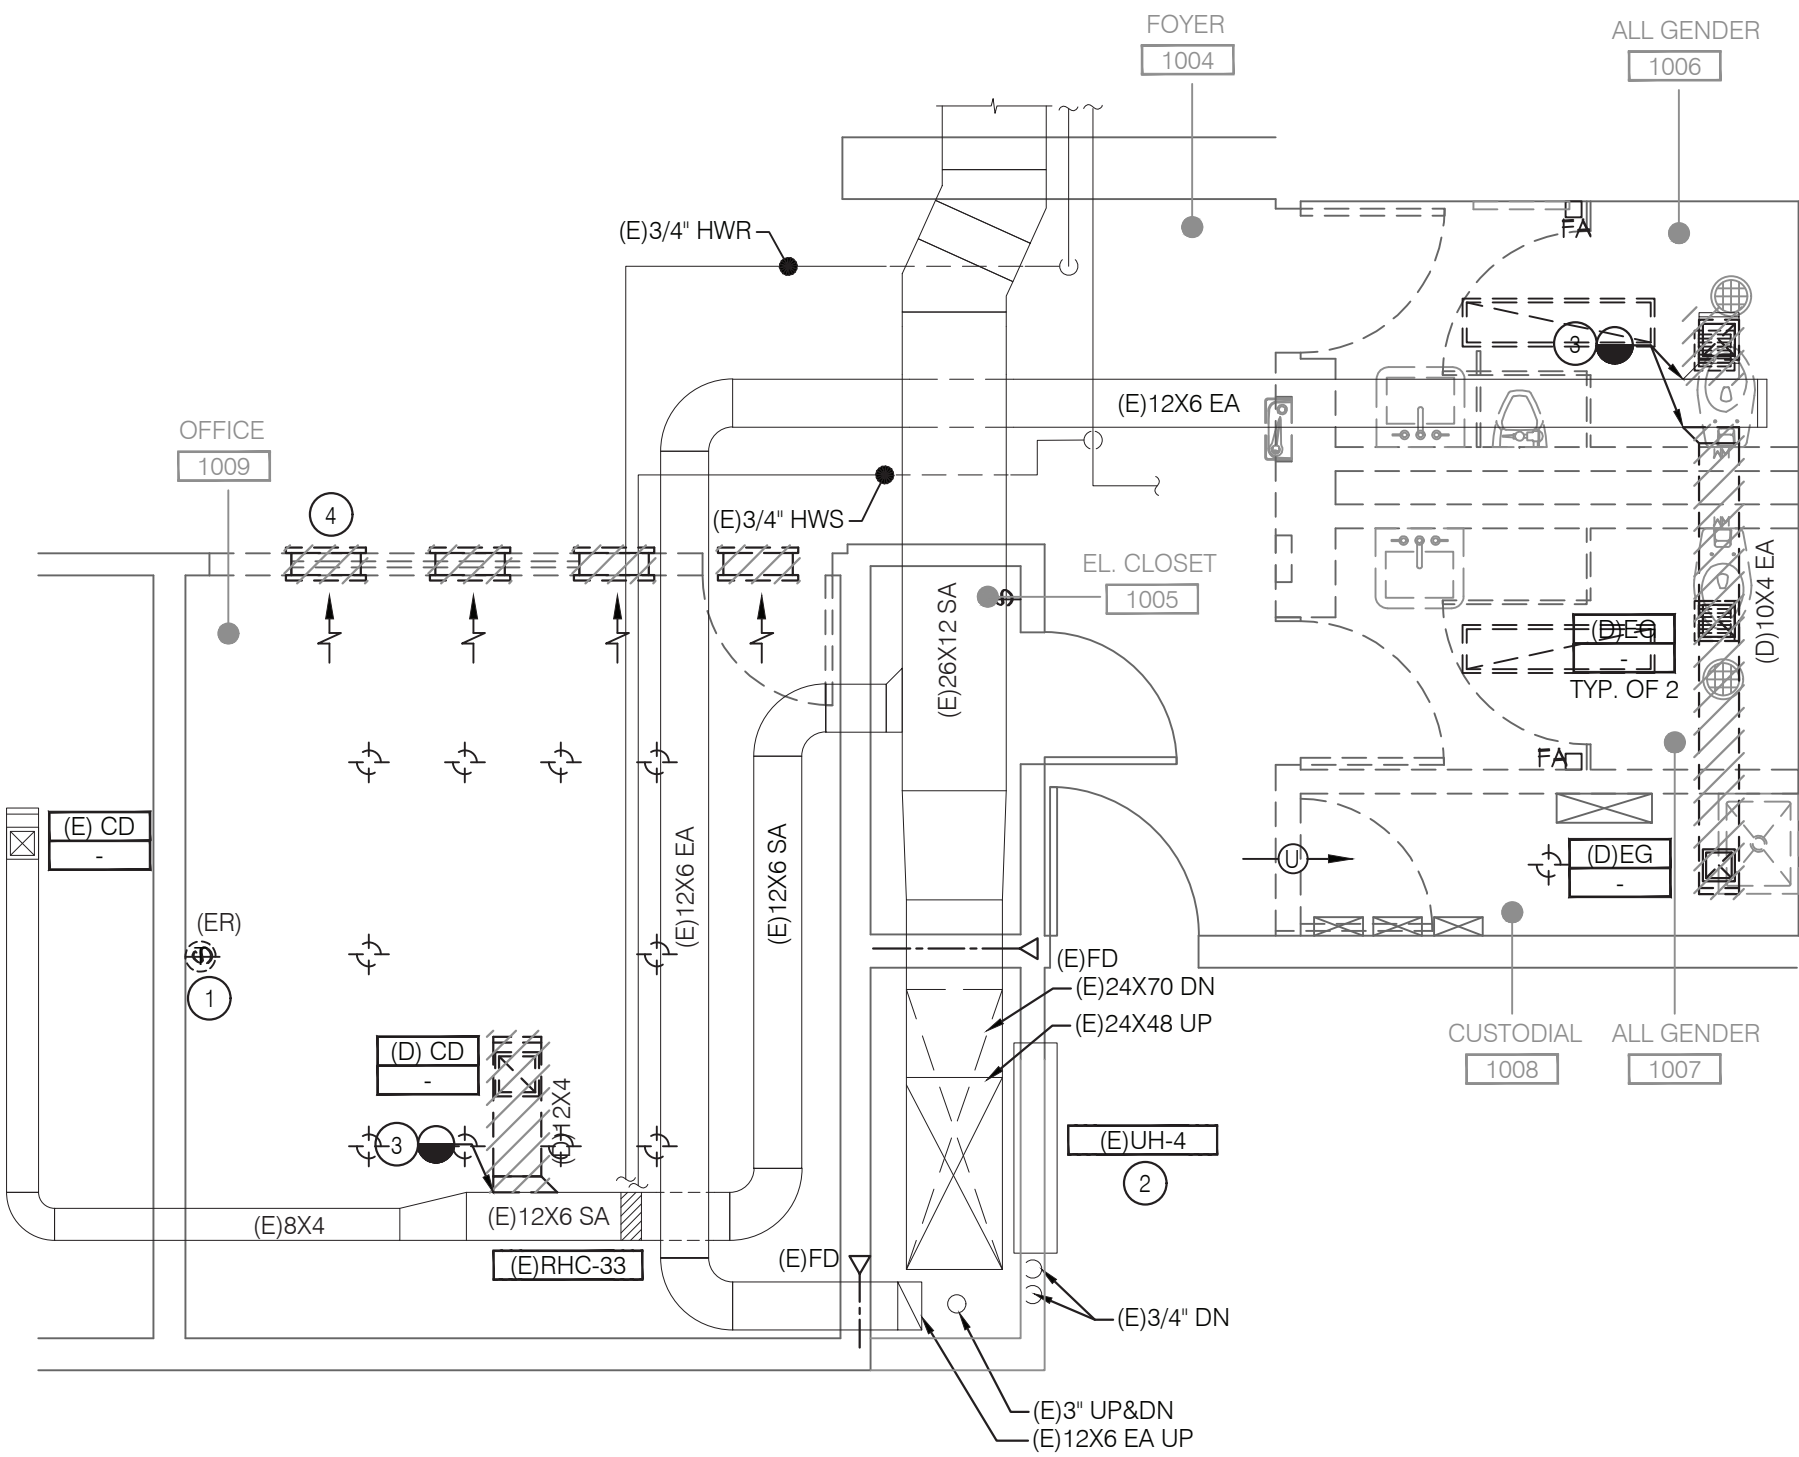 FOYER
1004
ALL GENDER
1006
(E)3/4" HWR
FA
3
(E)12X6 EA
OFFICE
1009
4
(E)3/4" HWS
EL. CLOSET
1005
(E)26X12 SA
(D)10X4 EA
(D)EG
-
TYP. OF 2
FA
(E) CD
-
(E)12X6 EA
(E)12X6 SA
U
(D)EG
-
(ER)
1
(E)FD
(E)24X70 DN
(E)24X48 UP
CUSTODIAL
1008
ALL GENDER
1007
(D) CD
-
12X4
3
(E)UH-4
2
(E)8X4
(E)12X6 SA
(E)RHC-33
(E)FD
(E)3/4" DN
(E)3" UP&DN
(E)12X6 EA UP